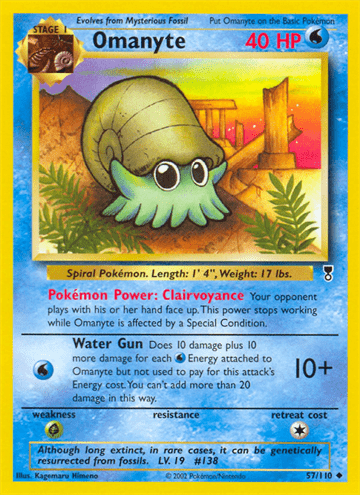 Evolves from Mysterious Fossil Put Omanyte on the Basic Pokémon
STAGE 1
Omanyte 40 HP
Spiral Pokémon. Length: 1' 4", Weight: 17 lbs.
Pokémon Power: Clairvoyance Your opponent
plays with his or her hand face up. This power stops working
while Omanyte is affected by a Special Condition.
Water Gun Does 10 damage plus 10
more damage for each Energy attached to
Omanyte but not used to pay for this attack's
Energy cost. You can't add more than 20
damage in this way.
10+
weakness resistance retreat cost
Although long extinct, in rare cases, it can be genetically
resurrected from fossils. LV. 19 #138
Illus. Kagemaru Himeno © 2002 Pokémon/Nintendo 57/110